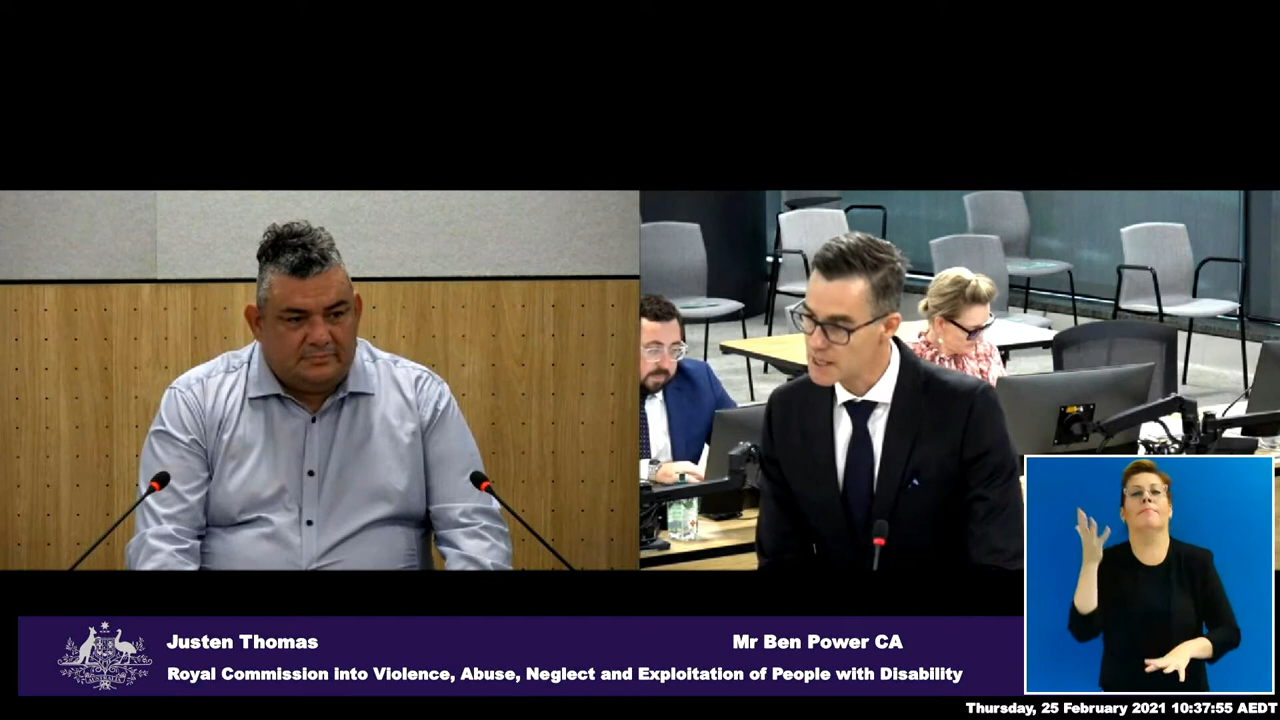 Justen Thomas
Mr Ben Power CA
Royal Commission into Violence, Abuse, Neglect and Exploitation of People with Disability
Thursday, 25 February 2021 10:37:55 AEDT